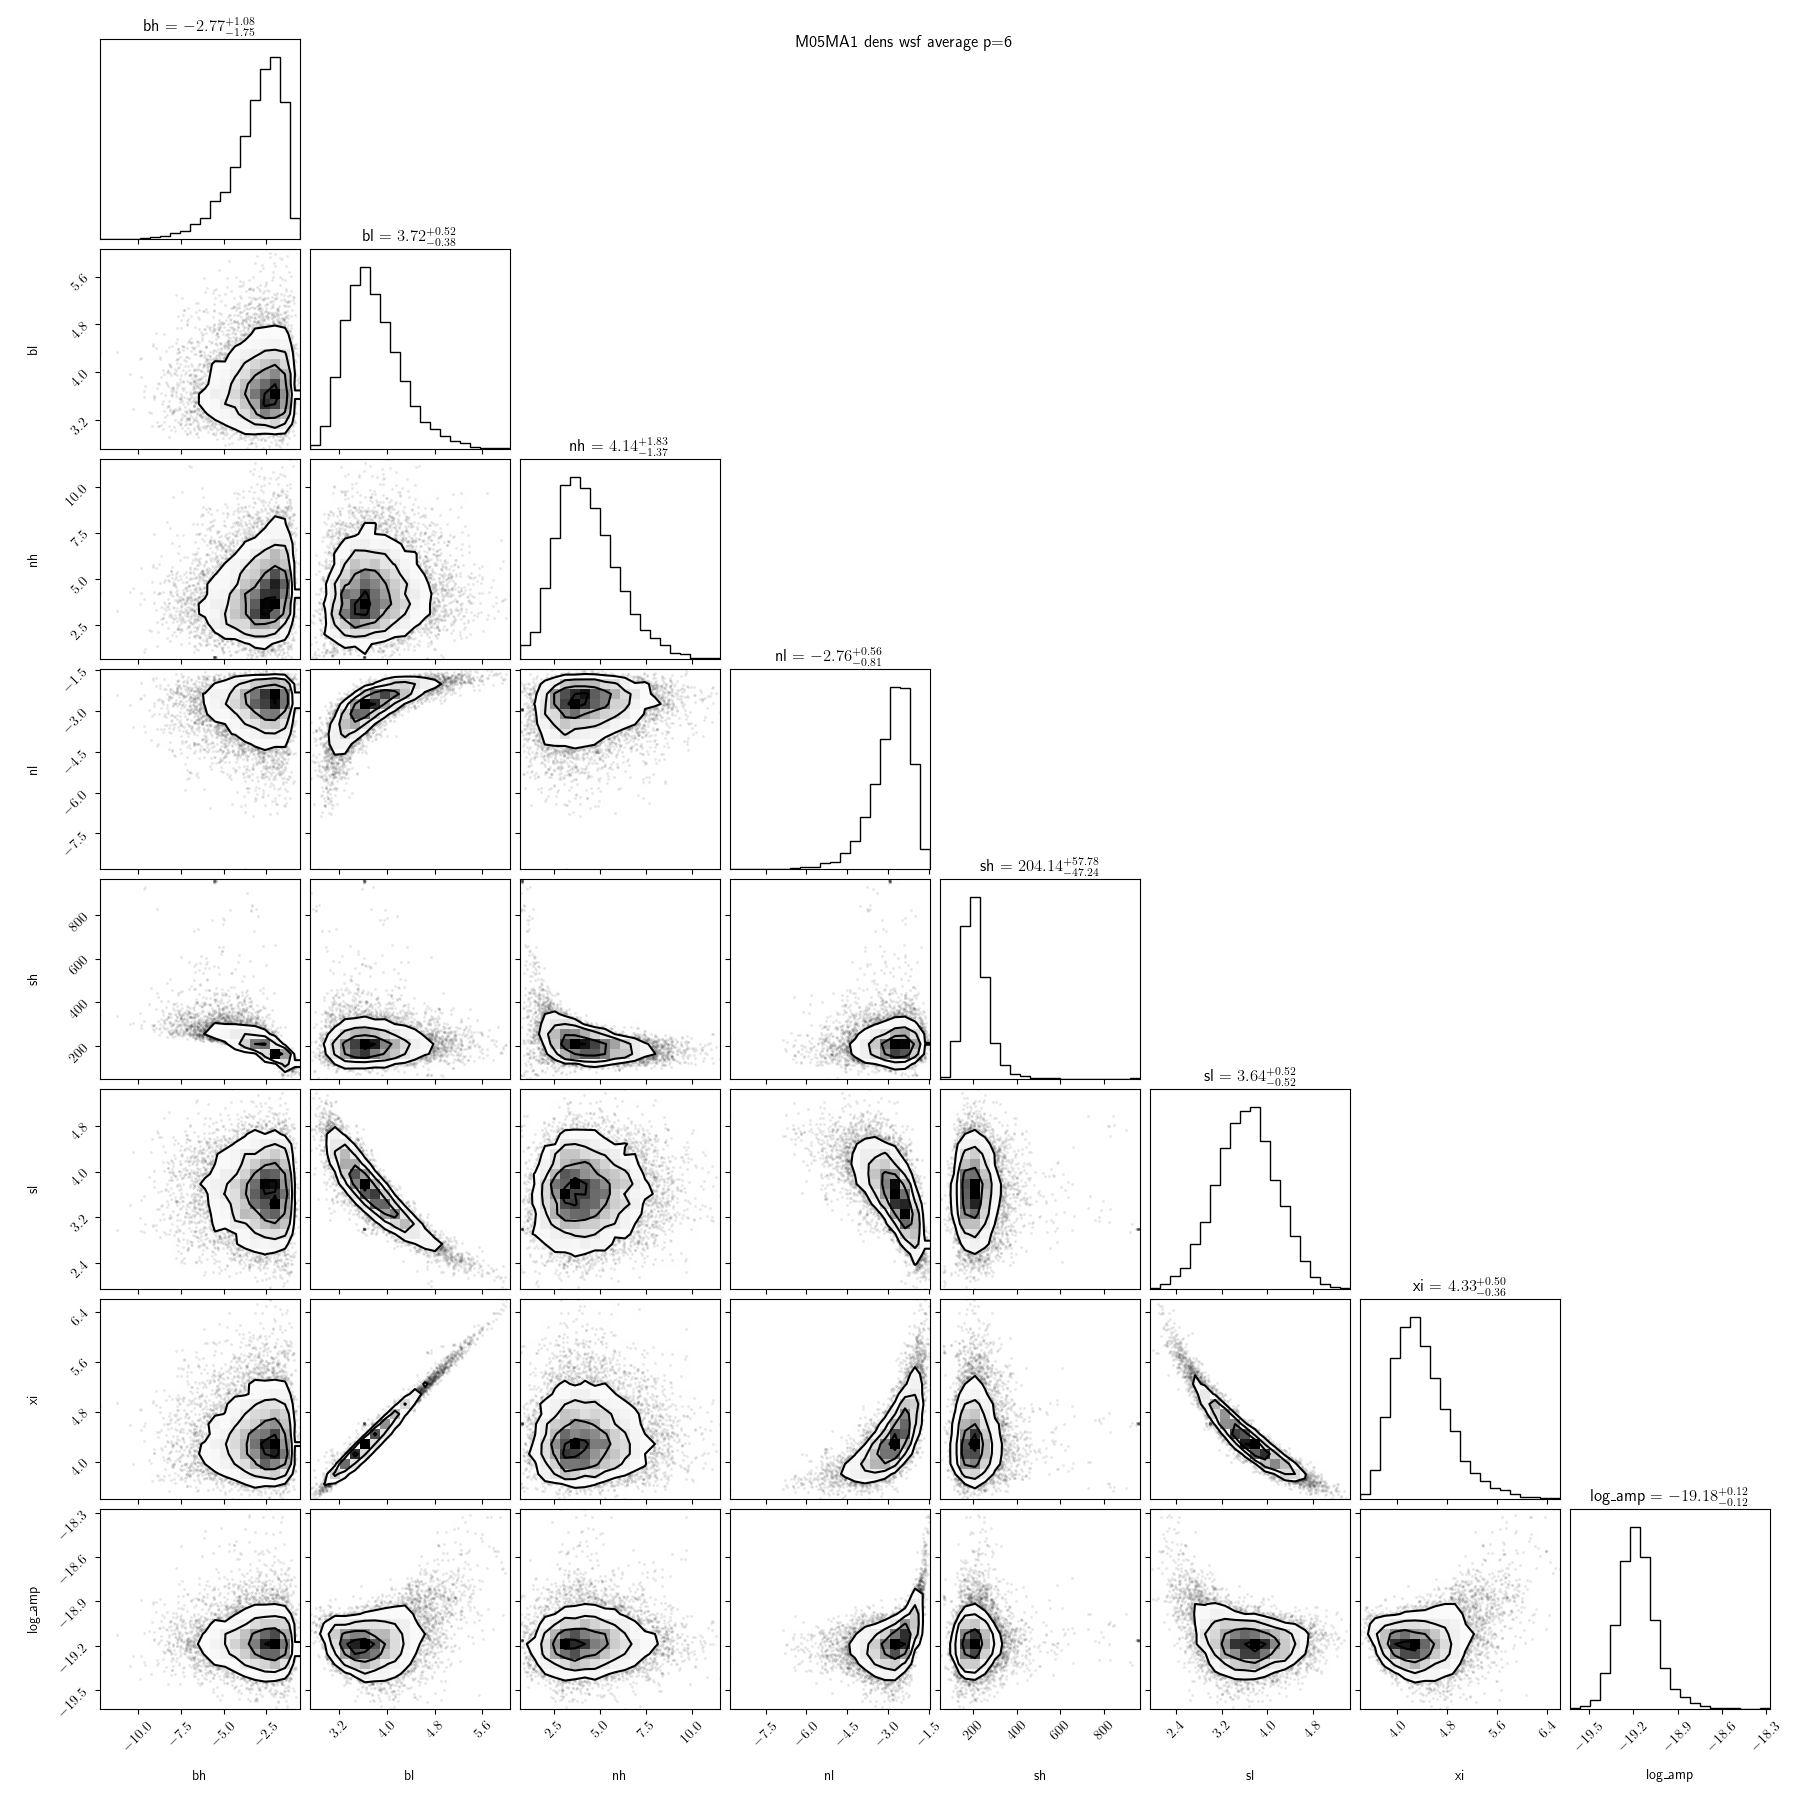 M05MA1 dens wsf average p=6
bh = −2.77+1.08−1.75
bl = 3.72+0.52−0.38
bl
5.6
4.8
4.0
3.2
nh = 4.14+1.83−1.37
nh
10.0
7.5
5.0
2.5
nl = −2.76+0.56−0.81
nl
−1.5
−3.0
−4.5
−6.0
−7.5
sh = 204.14+57.78−47.24
sh
800
600
400
200
sl = 3.64+0.52−0.52
sl
4.8
4.0
3.2
2.4
xi = 4.33+0.50−0.36
xi
6.4
5.6
4.8
4.0
log_amp = −19.18+0.12−0.12
log_amp
−18.3
−18.6
−18.9
−19.2
−19.5
−10.0 −7.5 −5.0 −2.5 3.2 4.0 4.8 5.6 2.5 5.0 7.5 10.0 −7.5 −6.0 −4.5 −3.0 −1.5 200 400 600 800 2.4 3.2 4.0 4.8 4.0 4.8 5.6 6.4 −19.5 −19.2 −18.9 −18.6 −18.3
bh bl nh nl sh sl xi log_amp